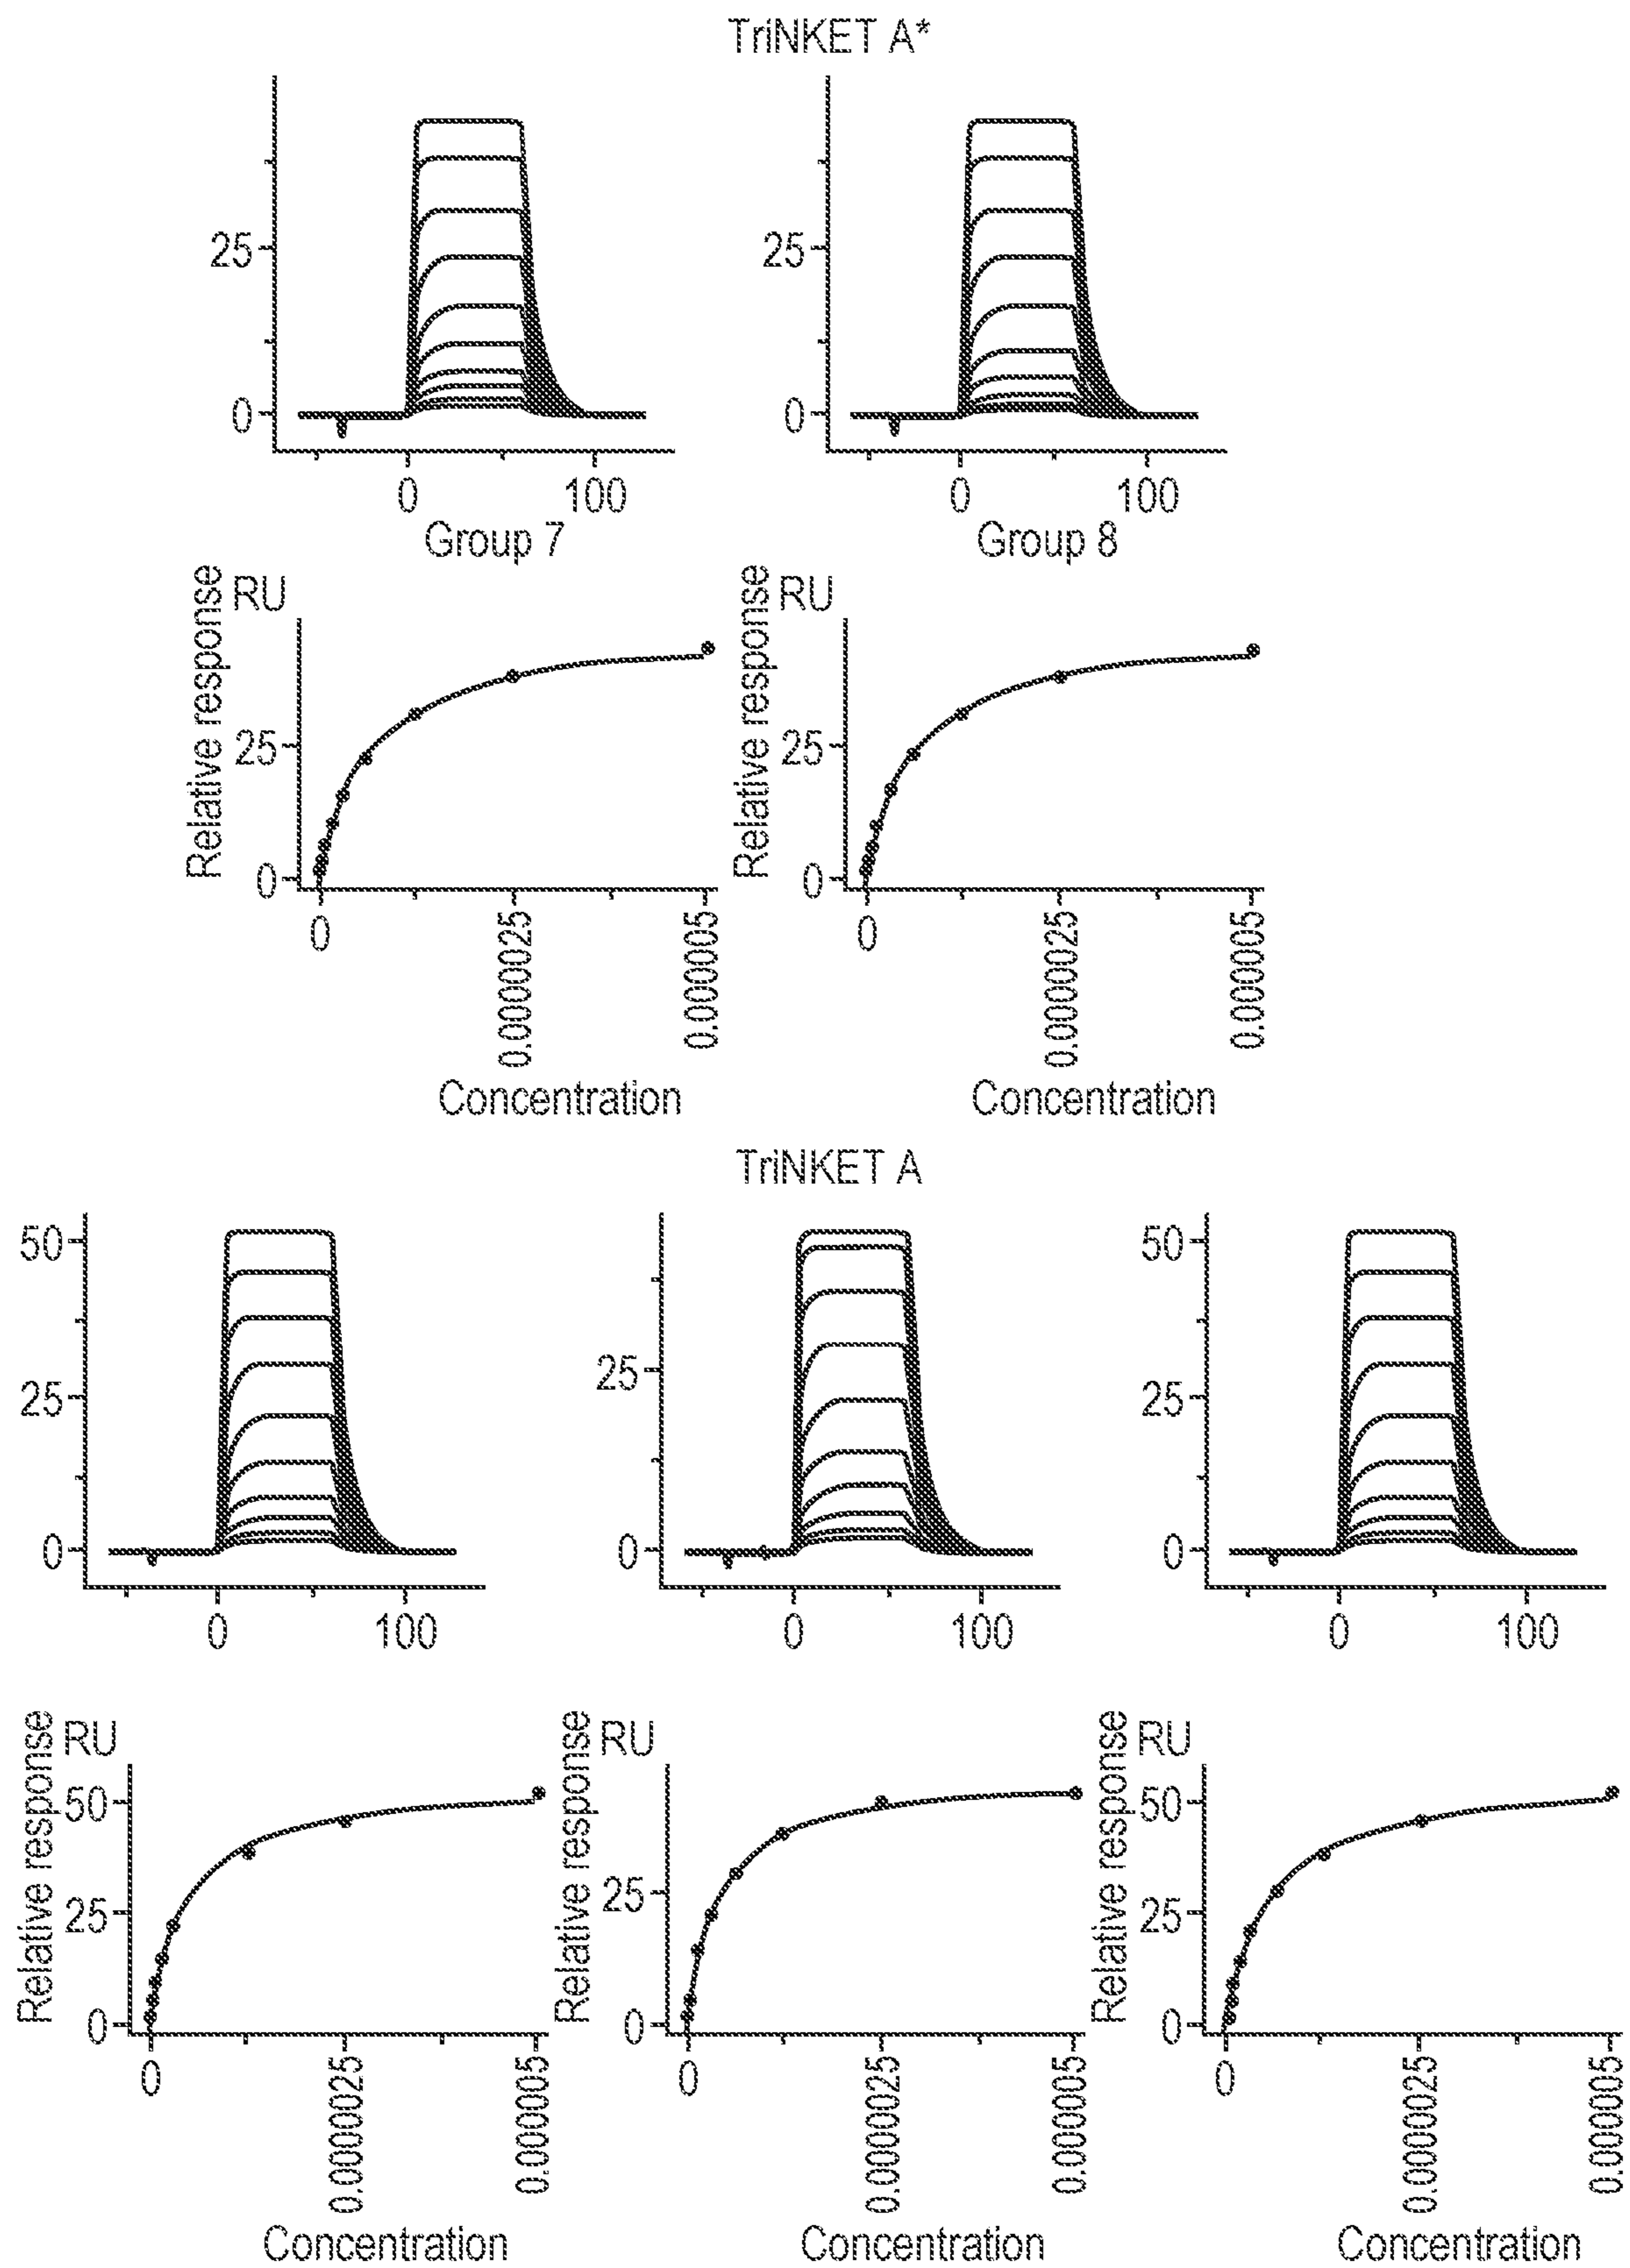 TriNKET A*
25
0
0
100
Group 7
25
0
0
100
Group 8
Relative response
RU
25
0
0
0.0000025
0.000005
Concentration
Relative response
RU
25
0
0
0.0000025
0.000005
Concentration
TriNKET A
50
25
0
0
100
25
0
0
100
50
25
0
0
100
Relative response
RU
50
25
0
0
0.0000025
0.000005
Concentration
Relative response
RU
25
0
0
0.0000025
0.000005
Concentration
Relative response
RU
50
25
0
0
0.0000025
0.000005
Concentration